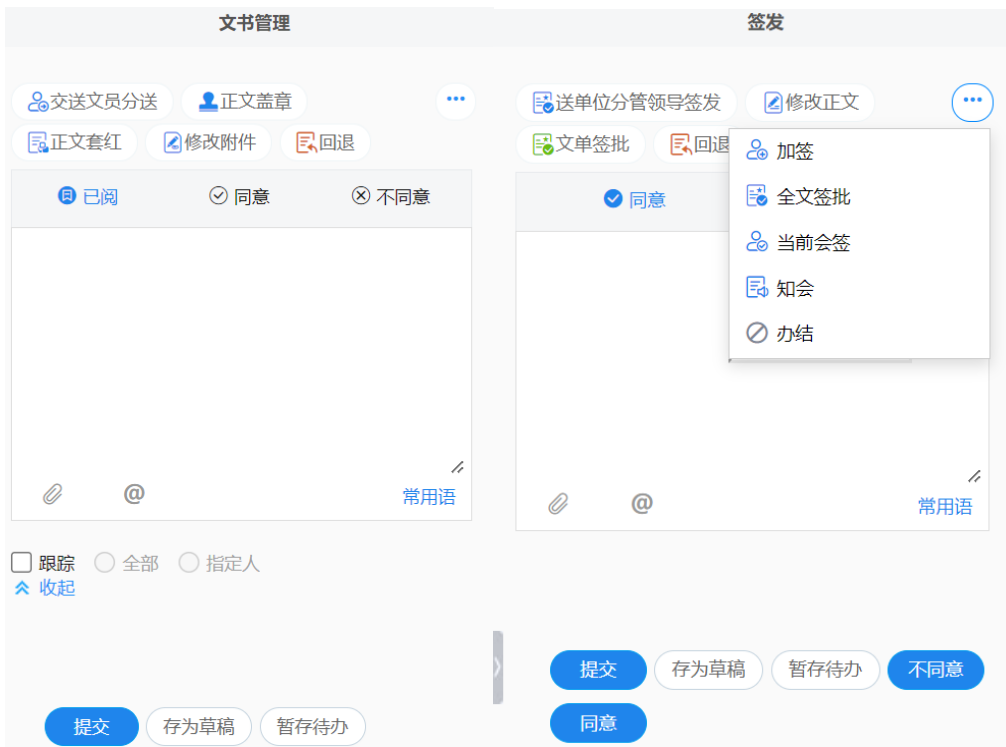 文书管理
交送文员分送
正文盖章
正文套红
修改附件
回退
已阅
同意
不同意
@
常用语
跟踪
全部
指定人
收起
提交
存为草稿
暂存待办
签发
送单位分管领导签发
修改正文
文单签批
回退
加签
全文签批
当前会签
知会
办结
同意
@
常用语
提交
存为草稿
暂存待办
不同意
同意